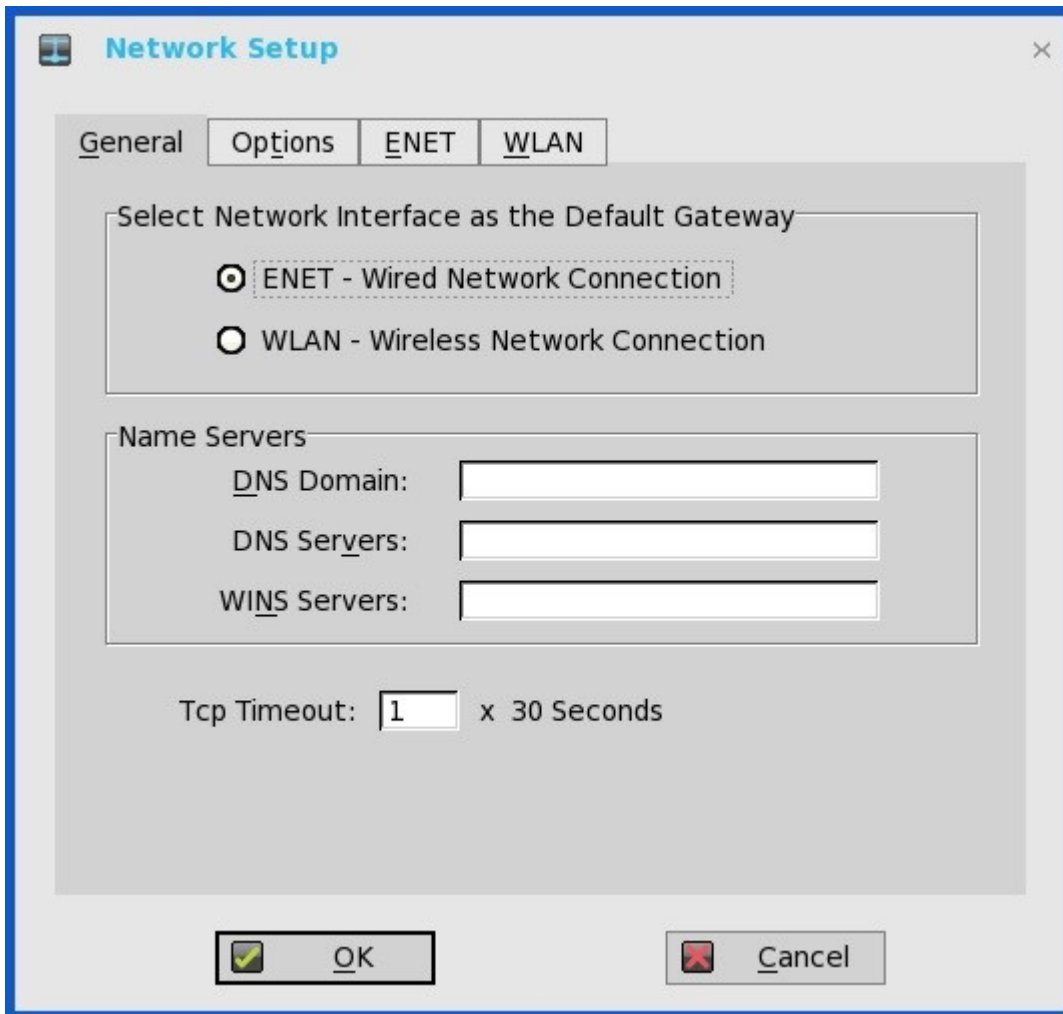 Network Setup
General Options ENET WLAN
Select Network Interface as the Default Gateway
ENET - Wired Network Connection
WLAN - Wireless Network Connection
Name Servers
DNS Domain:
DNS Servers:
WINS Servers:
Tcp Timeout: 1 x 30 Seconds
OK Cancel